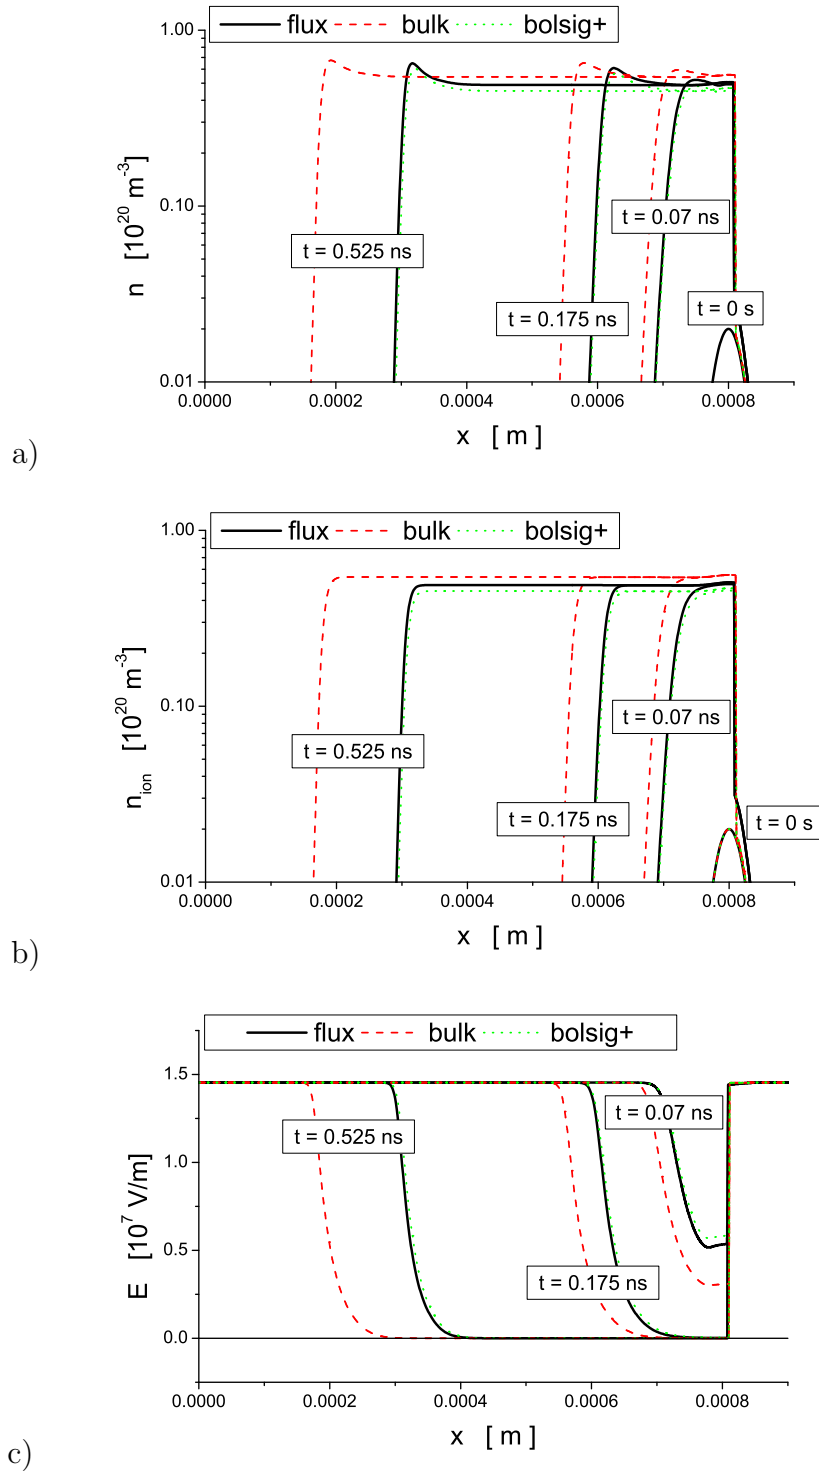 flux bulk bolsig+
1.00
0.10
0.01
n [10^20 m^-3]
t = 0.525 ns
t = 0.175 ns
t = 0.07 ns
t = 0 s
0.0000 0.0002 0.0004 0.0006 0.0008
x [ m ]
a)
flux bulk bolsig+
1.00
0.10
0.01
n_ion [10^20 m^-3]
t = 0.525 ns
t = 0.175 ns
t = 0.07 ns
t = 0 s
0.0000 0.0002 0.0004 0.0006 0.0008
x [ m ]
b)
flux bulk bolsig+
1.5
1.0
0.5
0.0
E [10^7 V/m]
t = 0.525 ns
t = 0.07 ns
t = 0.175 ns
0.0000 0.0002 0.0004 0.0006 0.0008
x [ m ]
c)